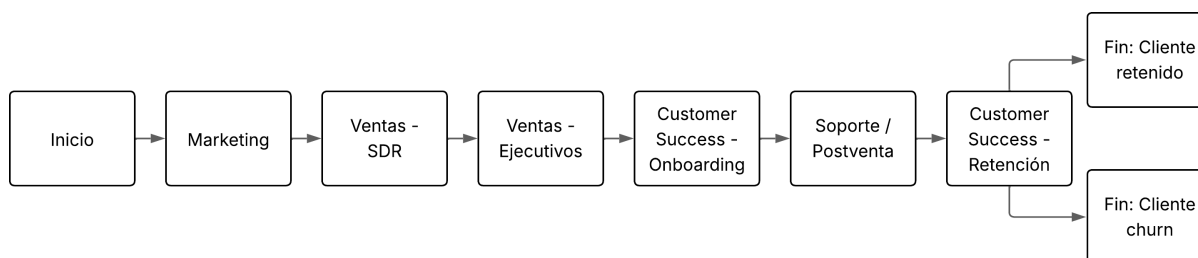 Inicio
Marketing
Ventas -
SDR
Ventas -
Ejecutivos
Customer
Success -
Onboarding
Soporte /
Postventa
Customer
Success -
Retención
Fin: Cliente
retenido
Fin: Cliente
churn